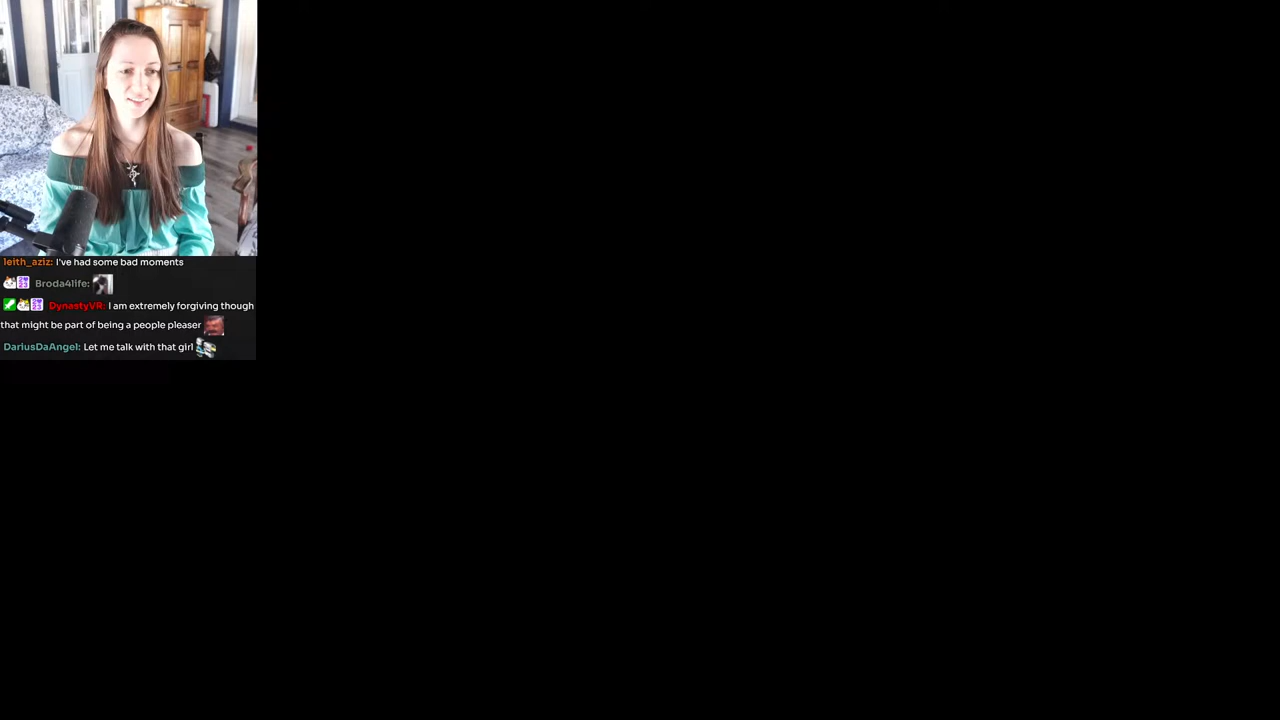 leith_aziz: I've had some bad moments
Broda4life:
DynastyVR: I am extremely forgiving though
that might be part of being a people pleaser
DariusDaAngel: Let me talk with that girl